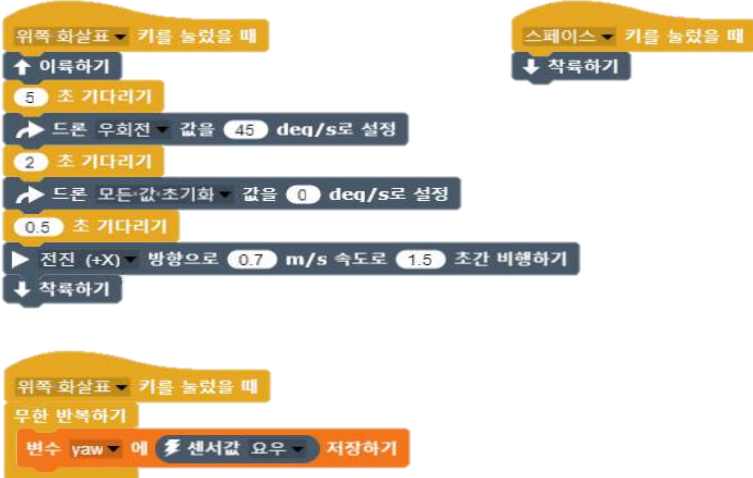 위쪽 화살표 키를 눌렀을 때
이륙하기
5 초 기다리기
드론 우회전 값을 45 deq/s로 설정
2 초 기다리기
드론 모든 값 초기화 값을 0 deq/s로 설정
0.5 초 기다리기
전진 (+X) 방향으로 0.7 m/s 속도로 1.5 초간 비행하기
착륙하기
스페이스 키를 눌렀을 때
착륙하기
위쪽 화살표 키를 눌렀을 때
무한 반복하기
변수 yaw 에 센서값 요우 저장하기